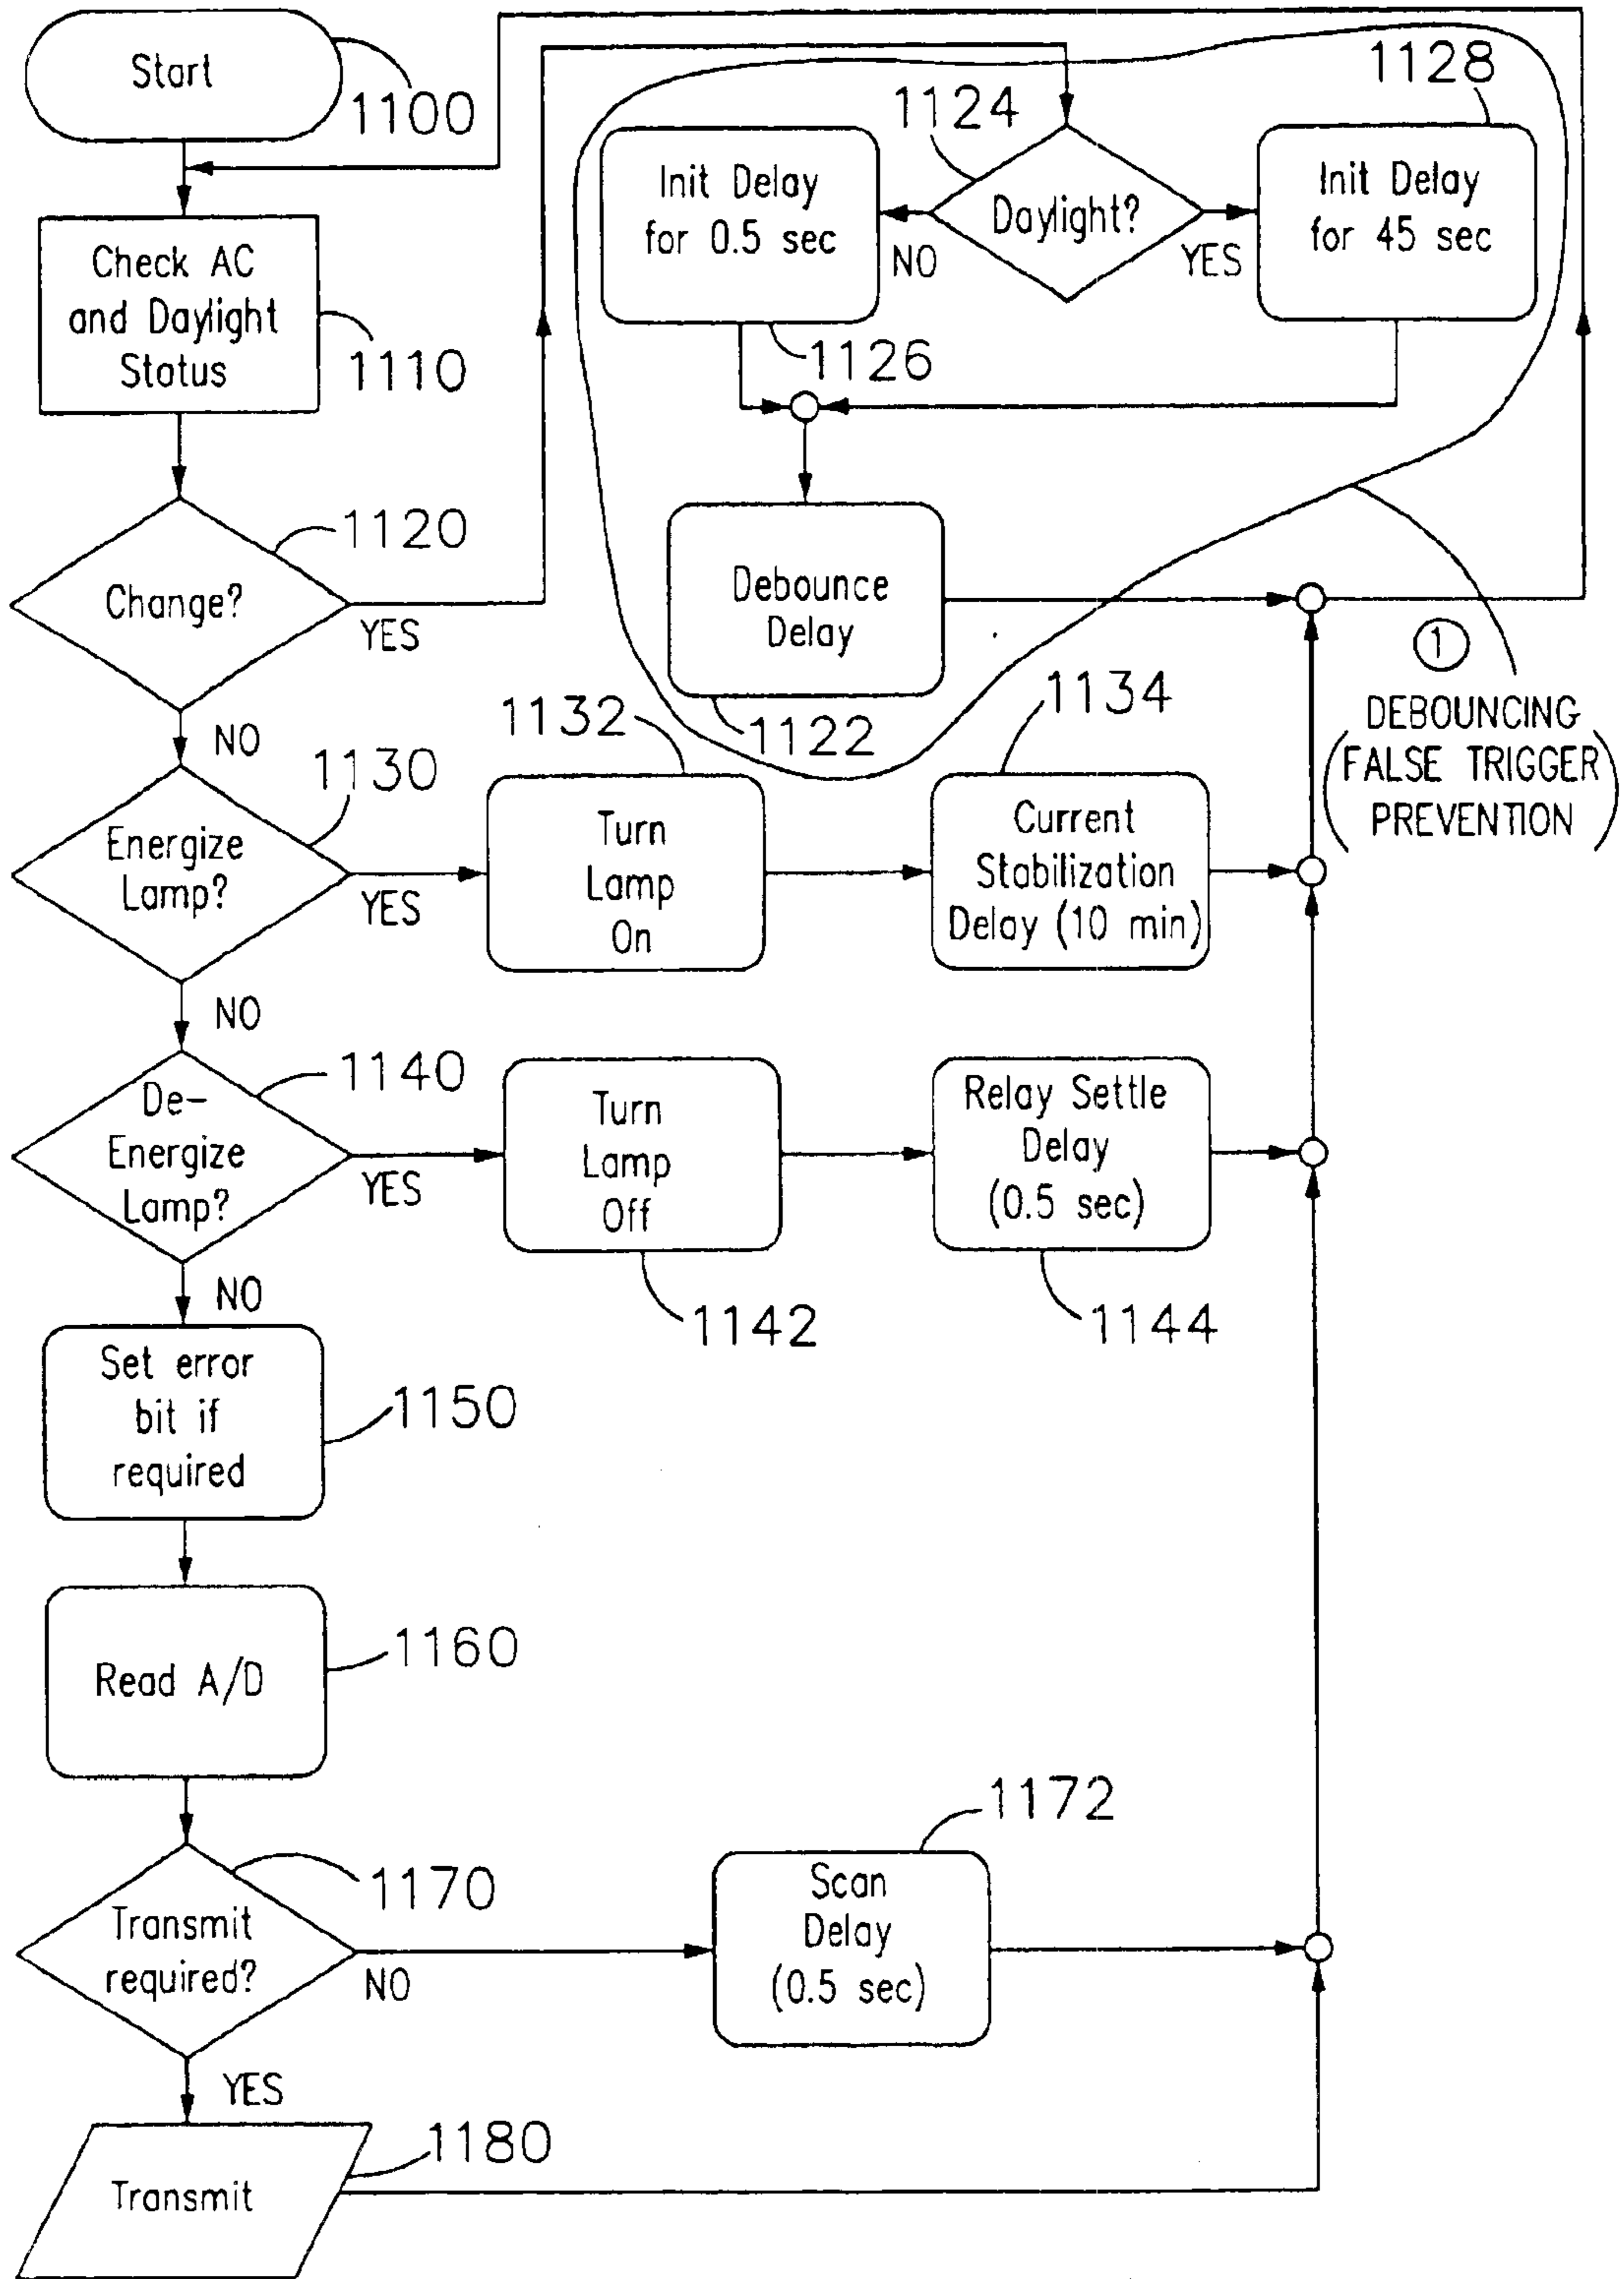 Start
1100
Check AC
and Daylight
Status
1110
Change?
1120
YES
NO
1124
Daylight?
NO
YES
Init Delay
for 0.5 sec
1126
1128
Init Delay
for 45 sec
Debounce
Delay
1122
1
DEBOUNCING
(FALSE TRIGGER
PREVENTION)
Energize
Lamp?
1130
YES
NO
1132
Turn
Lamp
On
1134
Current
Stabilization
Delay (10 min)
De-
Energize
Lamp?
1140
YES
NO
Turn
Lamp
Off
1142
Relay Settle
Delay
(0.5 sec)
1144
Set error
bit if
required
1150
Read A/D
1160
Transmit
required?
1170
NO
YES
1172
Scan
Delay
(0.5 sec)
Transmit
1180